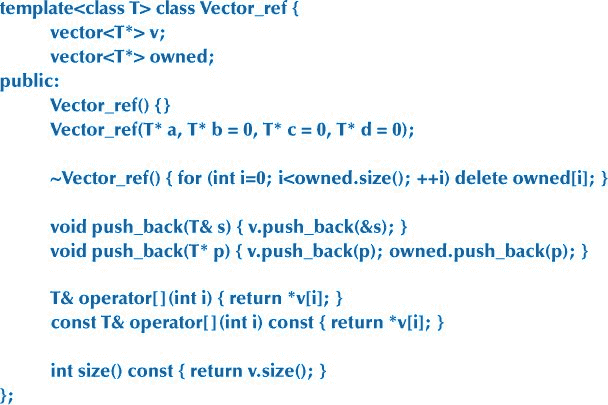 template<class T> class Vector_ref {
vector<T*> v;
vector<T*> owned;
public:
Vector_ref() {}
Vector_ref(T* a, T* b = 0, T* c = 0, T* d = 0);
~Vector_ref() { for (int i=0; i<owned.size(); ++i) delete owned[i]; }
void push_back(T& s) { v.push_back(&s); }
void push_back(T* p) { v.push_back(p); owned.push_back(p); }
T& operator[](int i) { return *v[i]; }
const T& operator[](int i) const { return *v[i]; }
int size() const { return v.size(); }
};